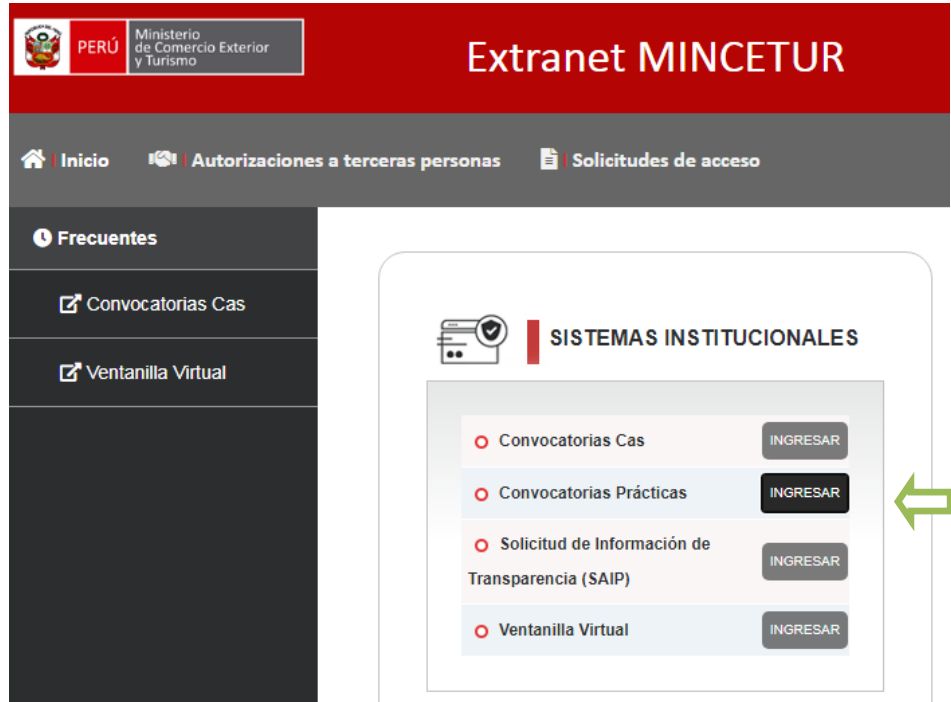 PERÚ
Ministerio
de Comercio Exterior
y Turismo
Extranet MINCETUR
Inicio
Autorizaciones a terceras personas
Solicitudes de acceso
Frecuentes
Convocatorias Cas
Ventanilla Virtual
SISTEMAS INSTITUCIONALES
Convocatorias Cas INGRESAR
Convocatorias Prácticas INGRESAR
Solicitud de Información de
Transparencia (SAIP) INGRESAR
Ventanilla Virtual INGRESAR